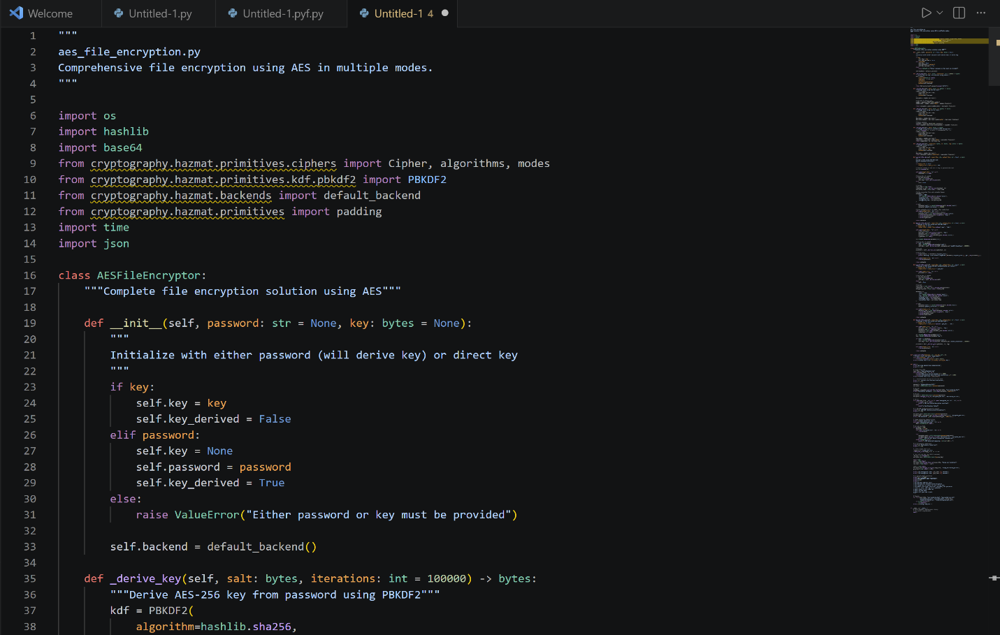 Welcome
Untitled-1.py
Untitled-1.pyf.py
Untitled-1 4
1 """
2 aes_file_encryption.py
3 Comprehensive file encryption using AES in multiple modes.
4 """
5
6 import os
7 import hashlib
8 import base64
9 from cryptography.hazmat.primitives.ciphers import Cipher, algorithms, modes
10 from cryptography.hazmat.primitives.kdf.pbkdf2 import PBKDF2
11 from cryptography.hazmat.backends import default_backend
12 from cryptography.hazmat.primitives import padding
13 import time
14 import json
15
16 class AESFileEncryptor:
17 """Complete file encryption solution using AES"""
18
19 def __init__(self, password: str = None, key: bytes = None):
20 """
21 Initialize with either password (will derive key) or direct key
22 """
23 if key:
24 self.key = key
25 self.key_derived = False
26 elif password:
27 self.key = None
28 self.password = password
29 self.key_derived = True
30 else:
31 raise ValueError("Either password or key must be provided")
32
33 self.backend = default_backend()
34
35 def _derive_key(self, salt: bytes, iterations: int = 100000) -> bytes:
36 """Derive AES-256 key from password using PBKDF2"""
37 kdf = PBKDF2(
38 algorithm=hashlib.sha256,